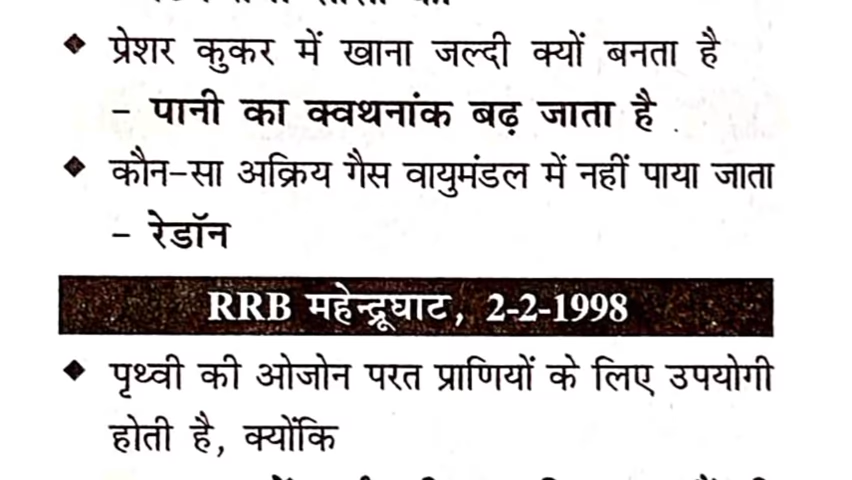 ◆ प्रेशर कुकर में खाना जल्दी क्यों बनता है
– पानी का क्वथनांक बढ़ जाता है
◆ कौन-सा अक्रिय गैस वायुमंडल में नहीं पाया जाता
– रेडॉन
RRB महेन्द्रूघाट, 2-2-1998
◆ पृथ्वी की ओजोन परत प्राणियों के लिए उपयोगी
होती है, क्योंकि